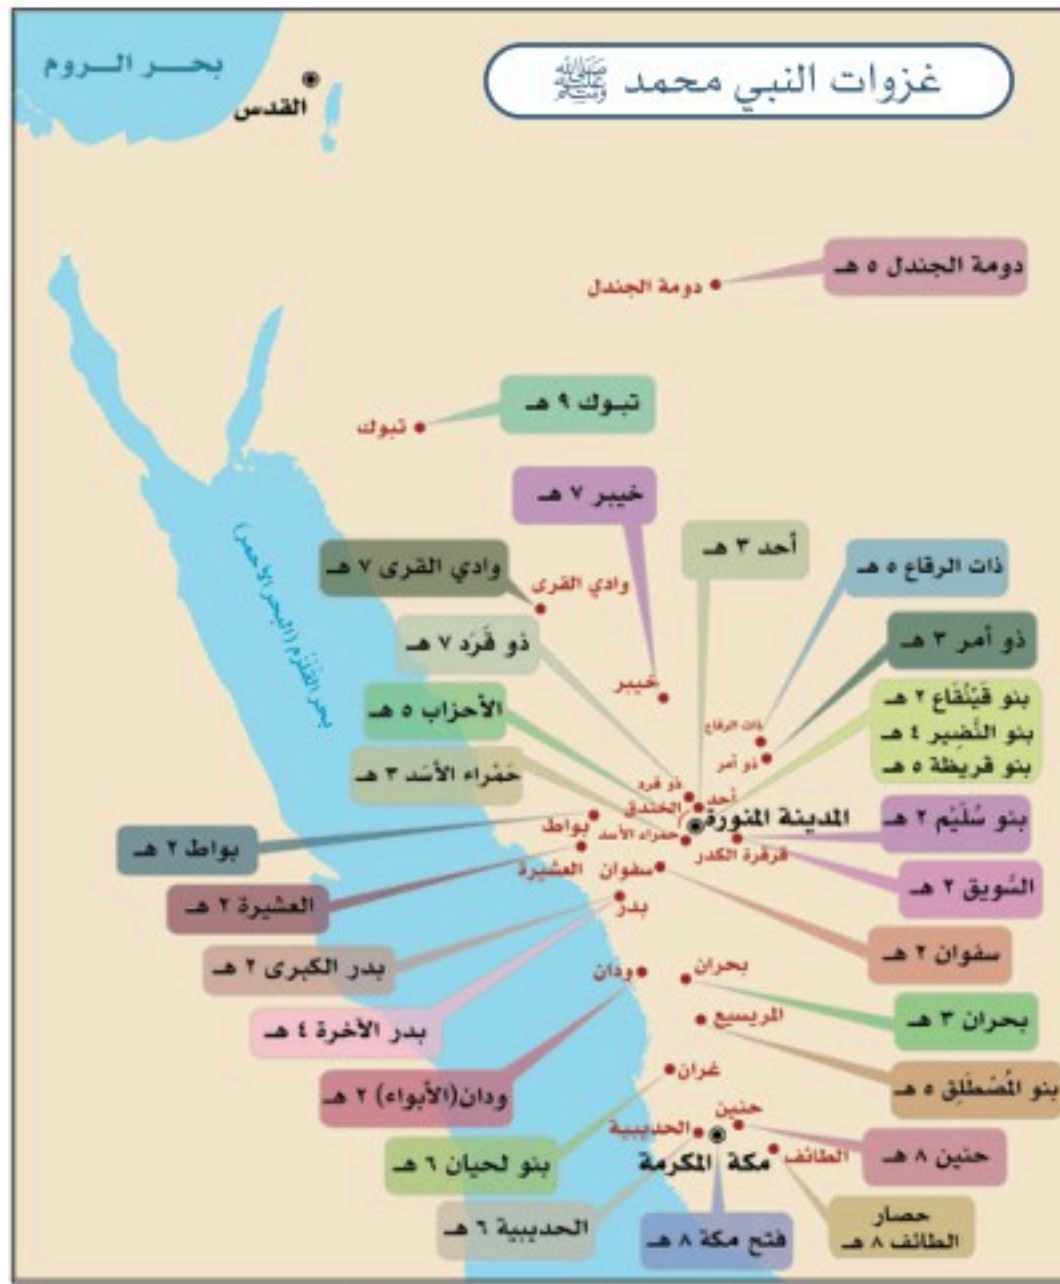 غزوات النبي محمد ﷺ
بحـــر الـــروم
القدس
دومة الجندل ٥ هـ
دومة الجندل
تبـوك ٩ هـ
تبوك
خيبر ٧ هـ
أحد ٣ هـ
ذات الرقاع ٥ هـ
وادي القرى ٧ هـ
وادي القرى
ذو أمر ٣ هـ
ذو قَرَد ٧ هـ
بحر القُلْزُم (البحر الأحمر)
خيبر
بنو قَيْنُقَاع ٢ هـ
بنو النَّضِير ٤ هـ
بنو قريظة ٥ هـ
الأحزاب ٥ هـ
ذات الرقاع
ذو أمر
حَمْراء الأَسَد ٣ هـ
ذو قرد
أحد
الخندق
المدينة المنورة
بنو سُلَيْم ٢ هـ
بواط
حمراء الأسد
قرقرة الكدر
بواط ٢ هـ
العشيرة
سفوان
السَّويق ٢ هـ
العشيرة ٢ هـ
بدر
سفوان ٢ هـ
بدر الكبرى ٢ هـ
ودان
بحران
بحران ٣ هـ
بدر الآخرة ٤ هـ
المريسيع
بنو المُصْطَلِق ٥ هـ
ودان(الأبواء) ٢ هـ
غران
حنين
الحديبية
حنين ٨ هـ
الطائف
مكة المكرمة
بنو لحيان ٦ هـ
الحديبية ٦ هـ
فتح مكة ٨ هـ
حصار
الطائف ٨ هـ